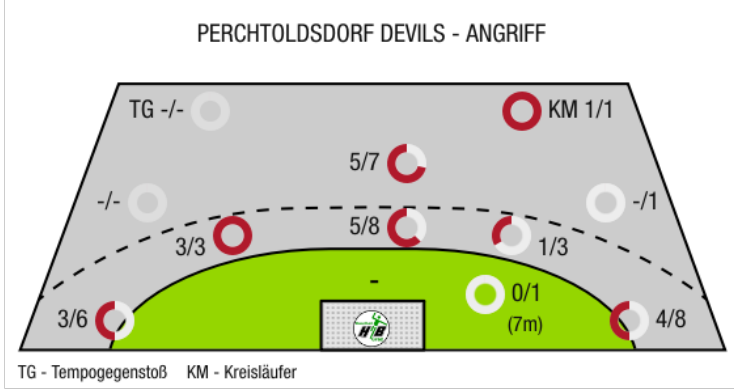 PERCHTOLDSDORF DEVILS - ANGRIFF
TG -/-
KM 1/1
5/7
-/-
-/1
5/8
3/3
1/3
-
0/1
(7m)
3/6
HIB
4/8
TG - Tempogegenstoß KM - Kreisläufer